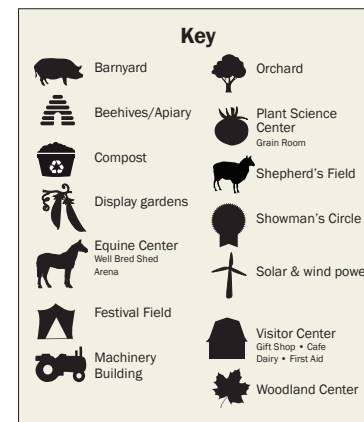 Key
Barnyard
Beehives/Apiary
Compost
Display gardens
Equine Center
Well Bred Shed
Arena
Festival Field
Machinery
Building
Orchard
Plant Science
Center
Grain Room
Shepherd's Field
Showman's Circle
Solar & wind powe
Visitor Center
Gift Shop • Cafe
Dairy • First Aid
Woodland Center